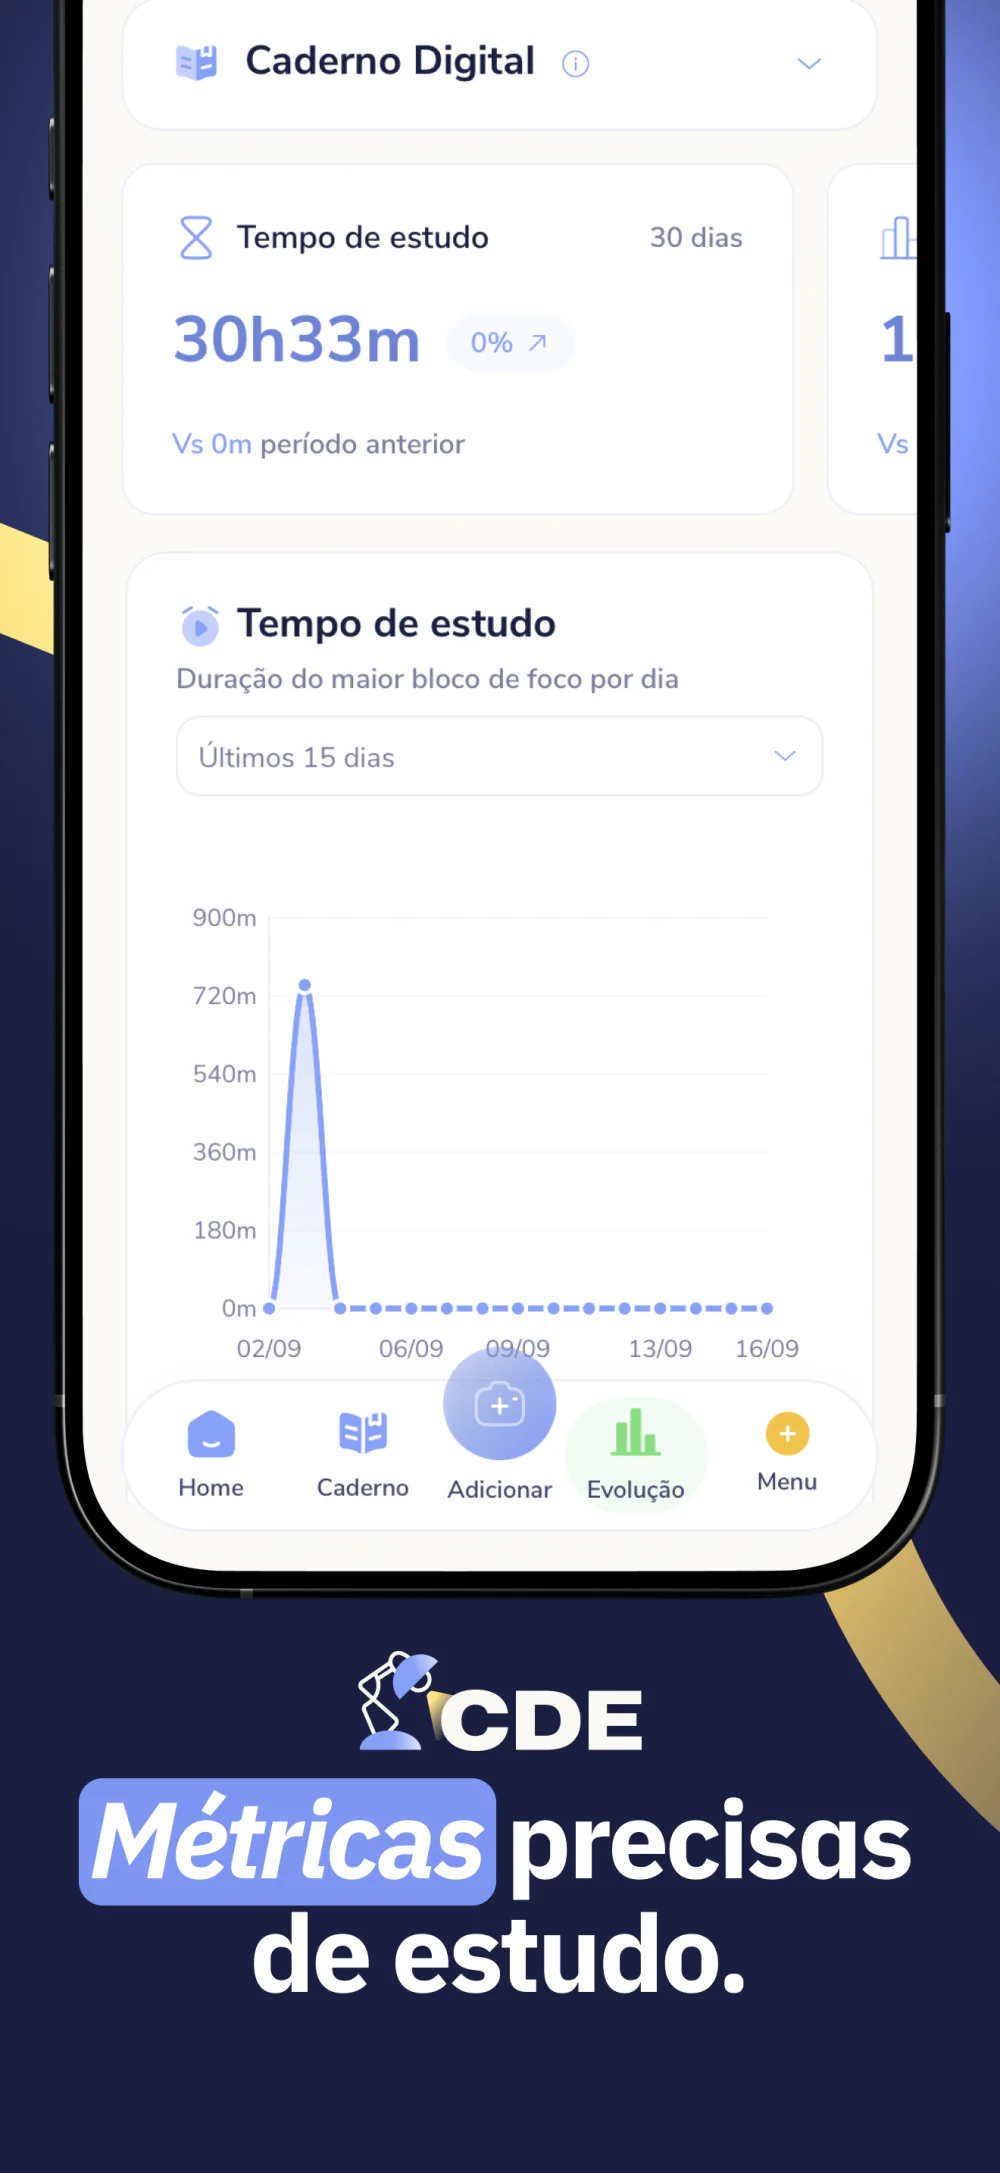 Caderno Digital
Tempo de estudo 30 dias
30h33m 0%
Vs 0m período anterior
1
Vs
Tempo de estudo
Duração do maior bloco de foco por dia
Últimos 15 dias
900m
720m
540m
360m
180m
0m
02/09 06/09 09/09 13/09 16/09
Home Caderno Adicionar Evolução Menu
CDE
Métricas precisas
de estudo.